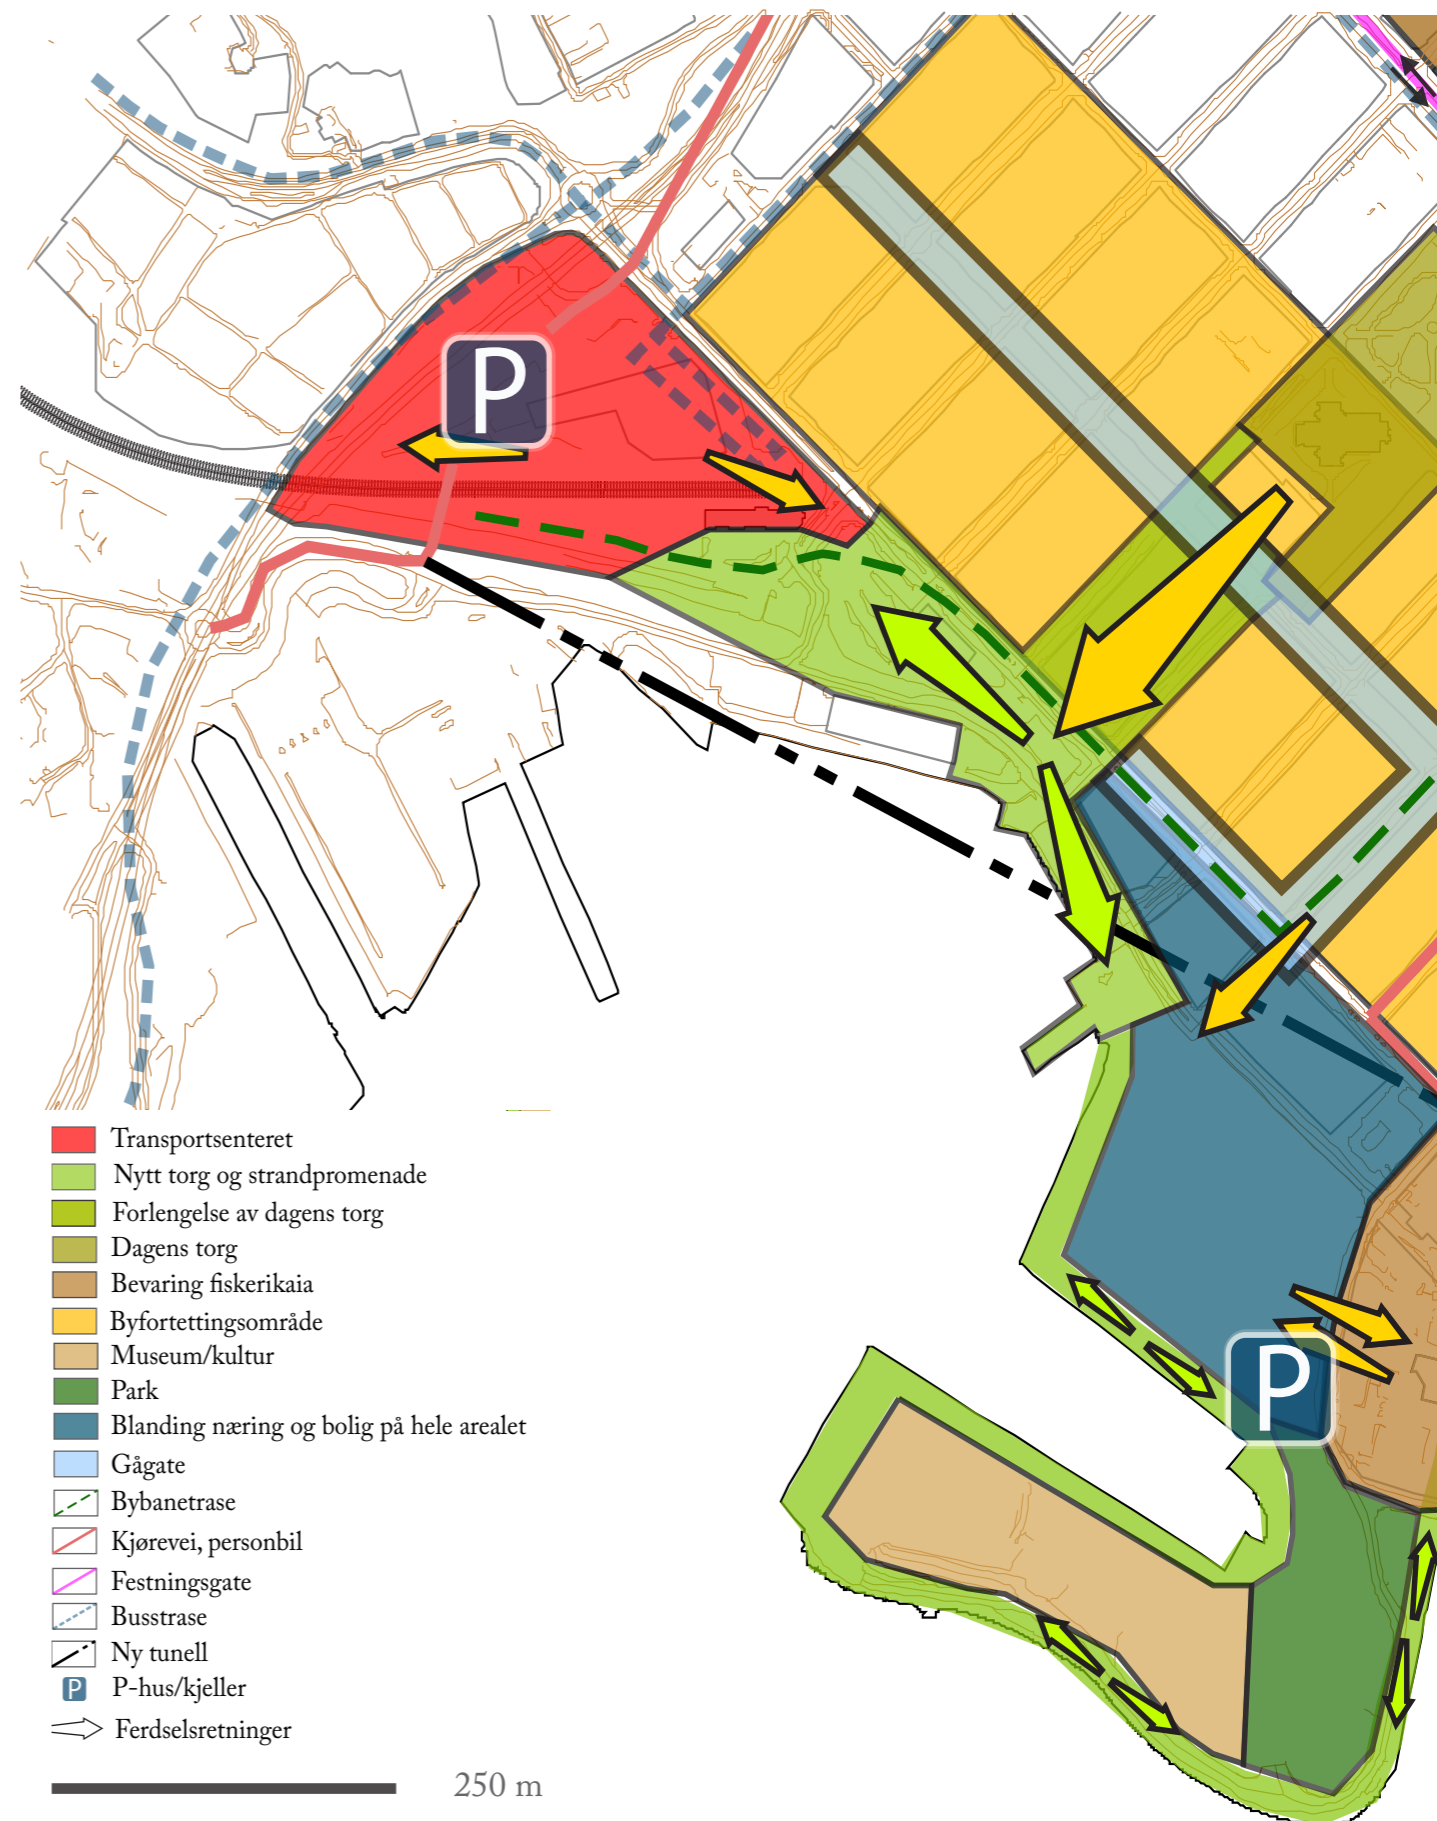 P
P
Transportsenteret
Nytt torg og strandpromenade
Forlengelse av dagens torg
Dagens torg
Bevaring fiskerikaia
Byfortettingsområde
Museum/kultur
Park
Blanding næring og bolig på hele arealet
Gågate
Bybanetrase
Kjørevei, personbil
Festningsgate
Busstrase
Ny tunell
P P-hus/kjeller
Ferdselsretninger
250 m